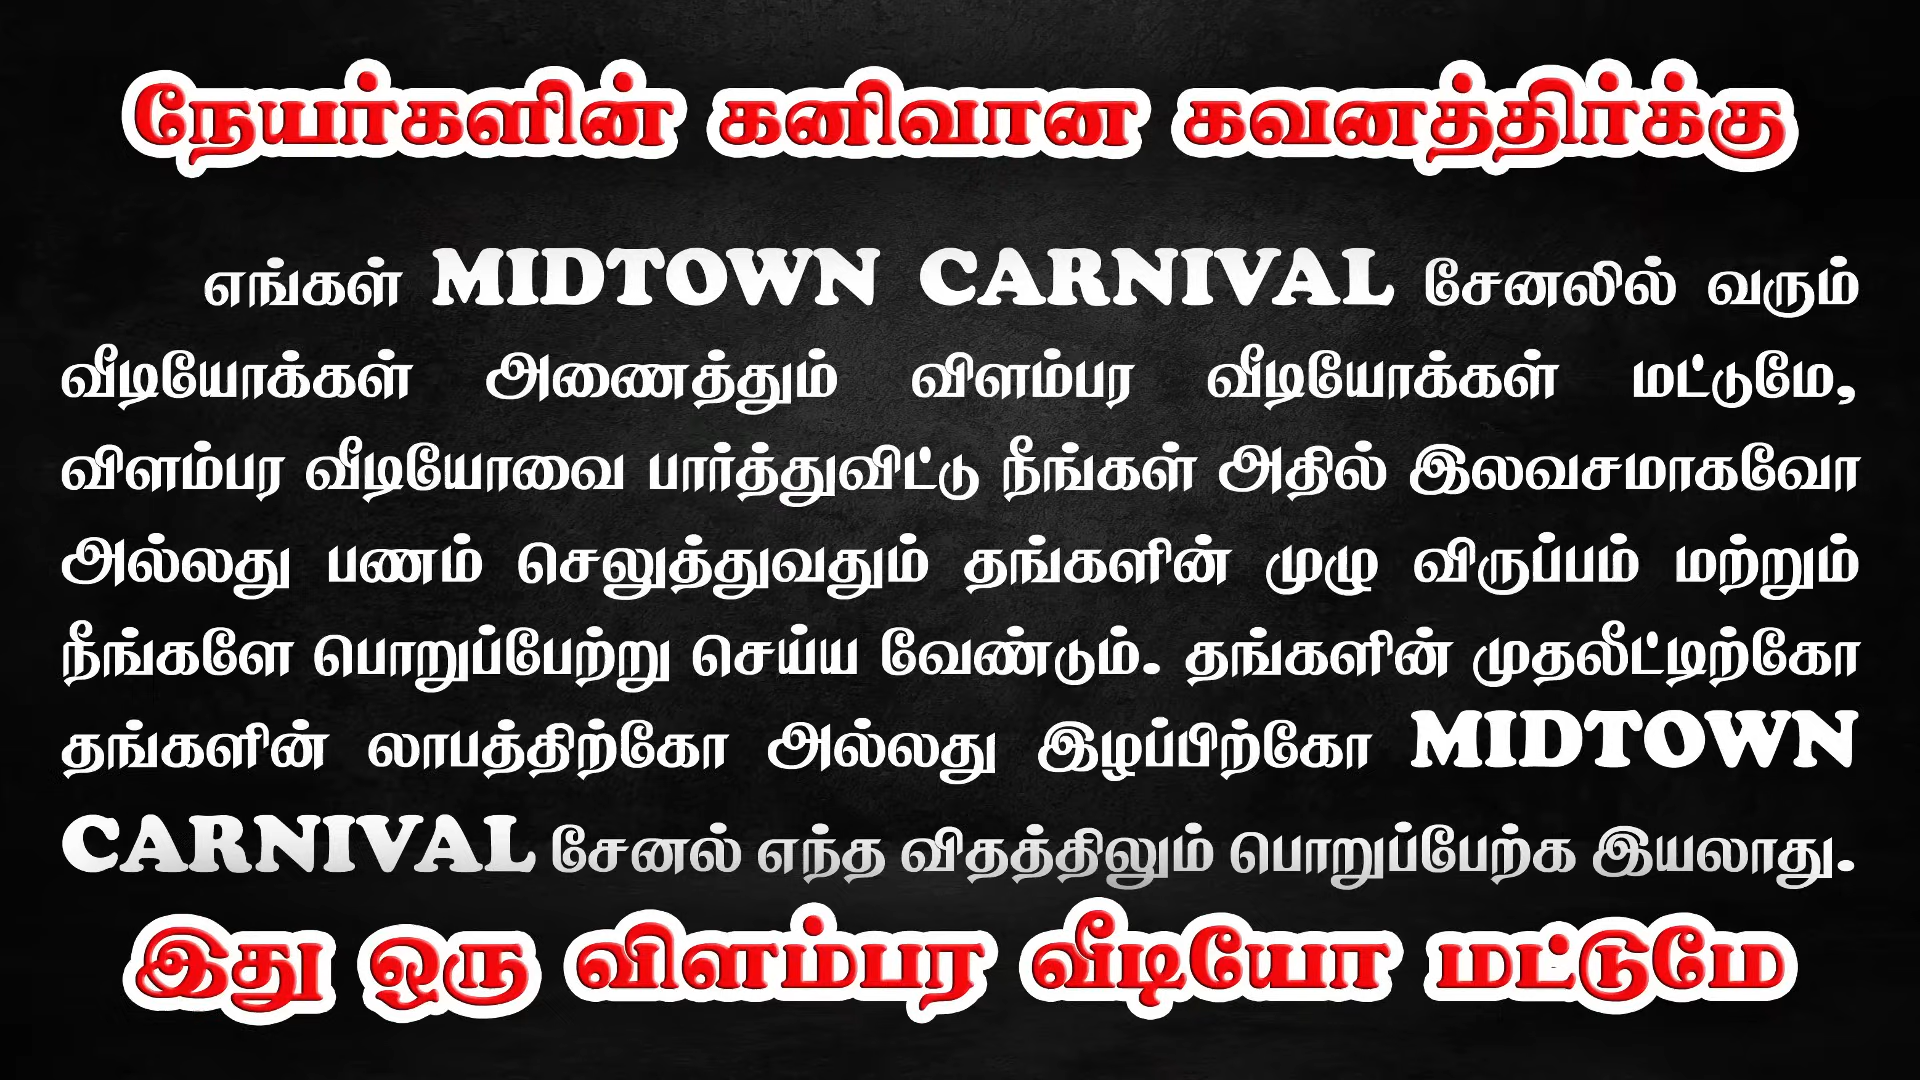 நேயர்களின் கனிவான கவனத்திர்க்கு
எங்கள் MIDTOWN CARNIVAL சேனலில் வரும்
வீடியோக்கள் அணைத்தும் விளம்பர வீடியோக்கள் மட்டுமே,
விளம்பர வீடியோவை பார்த்துவிட்டு நீங்கள் அதில் இலவசமாகவோ
அல்லது பணம் செலுத்துவதும் தங்களின் முழு விருப்பம் மற்றும்
நீங்களே பொறுப்பேற்று செய்ய வேண்டும். தங்களின் முதலீட்டிற்கோ
தங்களின் லாபத்திற்கோ அல்லது இழப்பிற்கோ MIDTOWN
CARNIVAL சேனல் எந்த விதத்திலும் பொறுப்பேற்க இயலாது.
இது ஒரு விளம்பர வீடியோ மட்டுமே